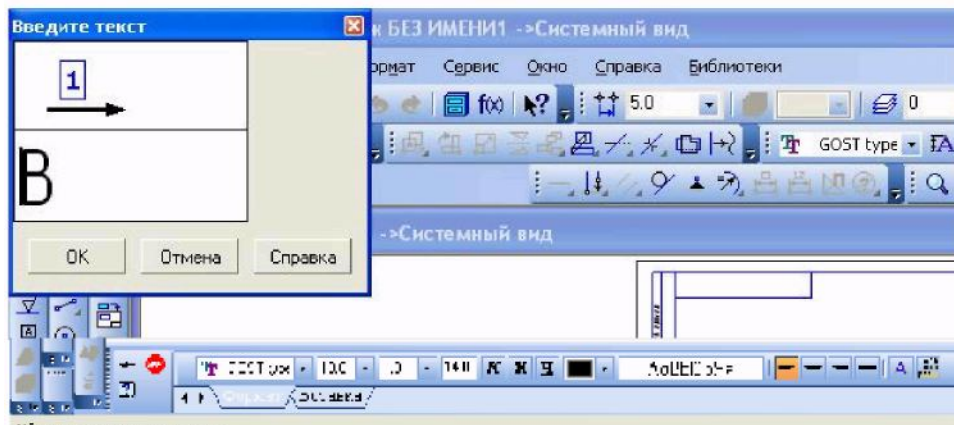 Введите текст
к БЕЗ ИМЕНИ1 ->Системный вид
ормат Сервис Окно Справка Библиотеки
1
f(x) 5.0 0
GOST type
В
->Системный вид
OK Отмена Справка